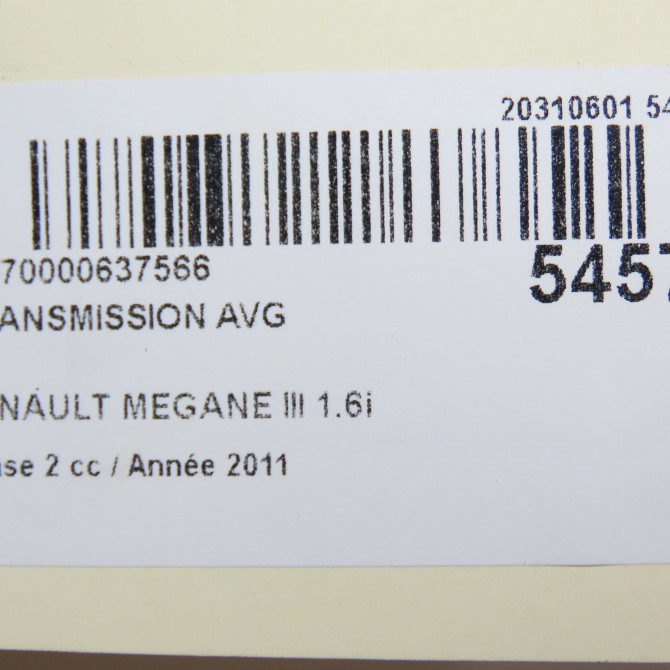 20310601 54
70000637566
5457
ANSMISSION AVG
NAULT MEGANE III 1.6i
ase 2 cc / Année 2011